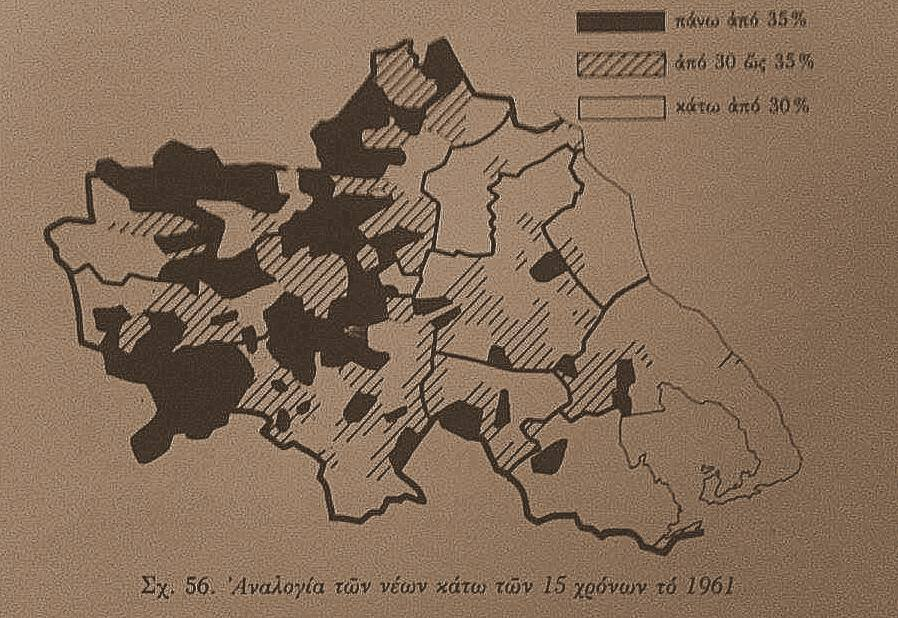 πάνω ἀπό 35%
ἀπό 30 ὥς 35%
κάτω ἀπό 30%
Σχ. 56. Ἀναλογία τῶν νέων κάτω τῶν 15 χρόνων τό 1961